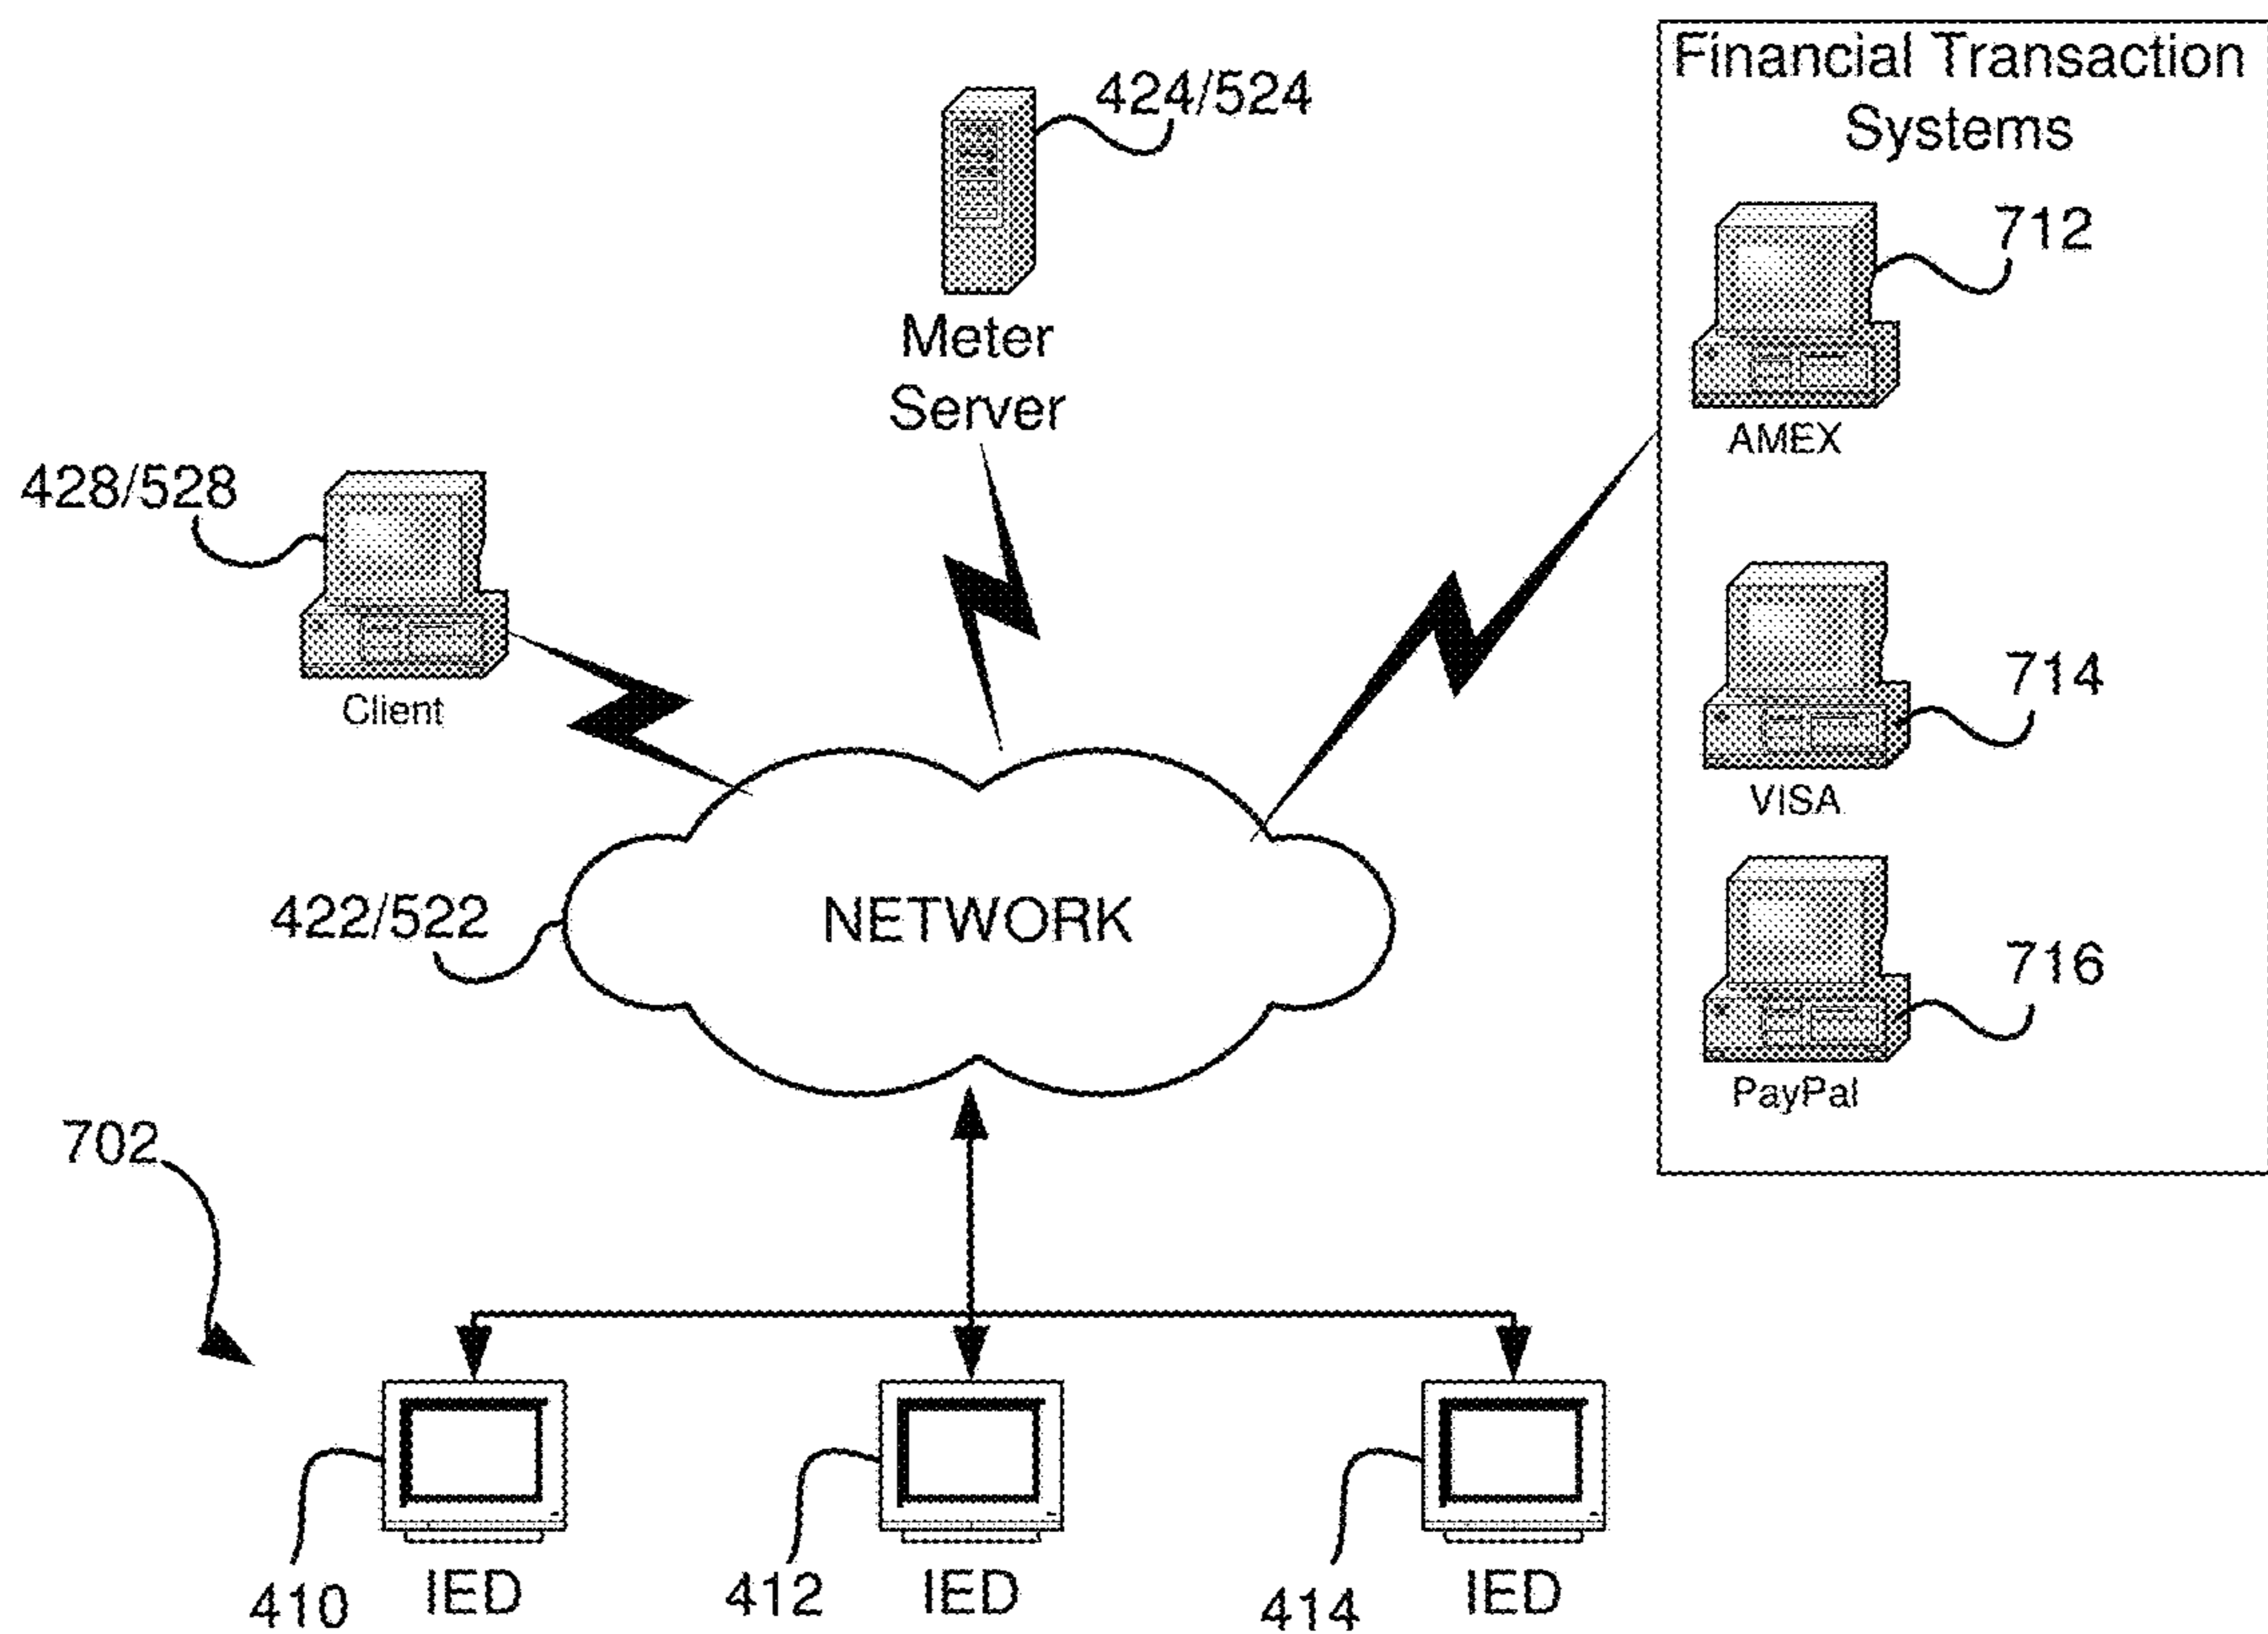 Financial Transaction
Systems
424/524
712
Meter
Server
AMEX
428/528
714
Client
VISA
422/522
NETWORK
716
PayPal
702
410
IED
412
IED
414
IED